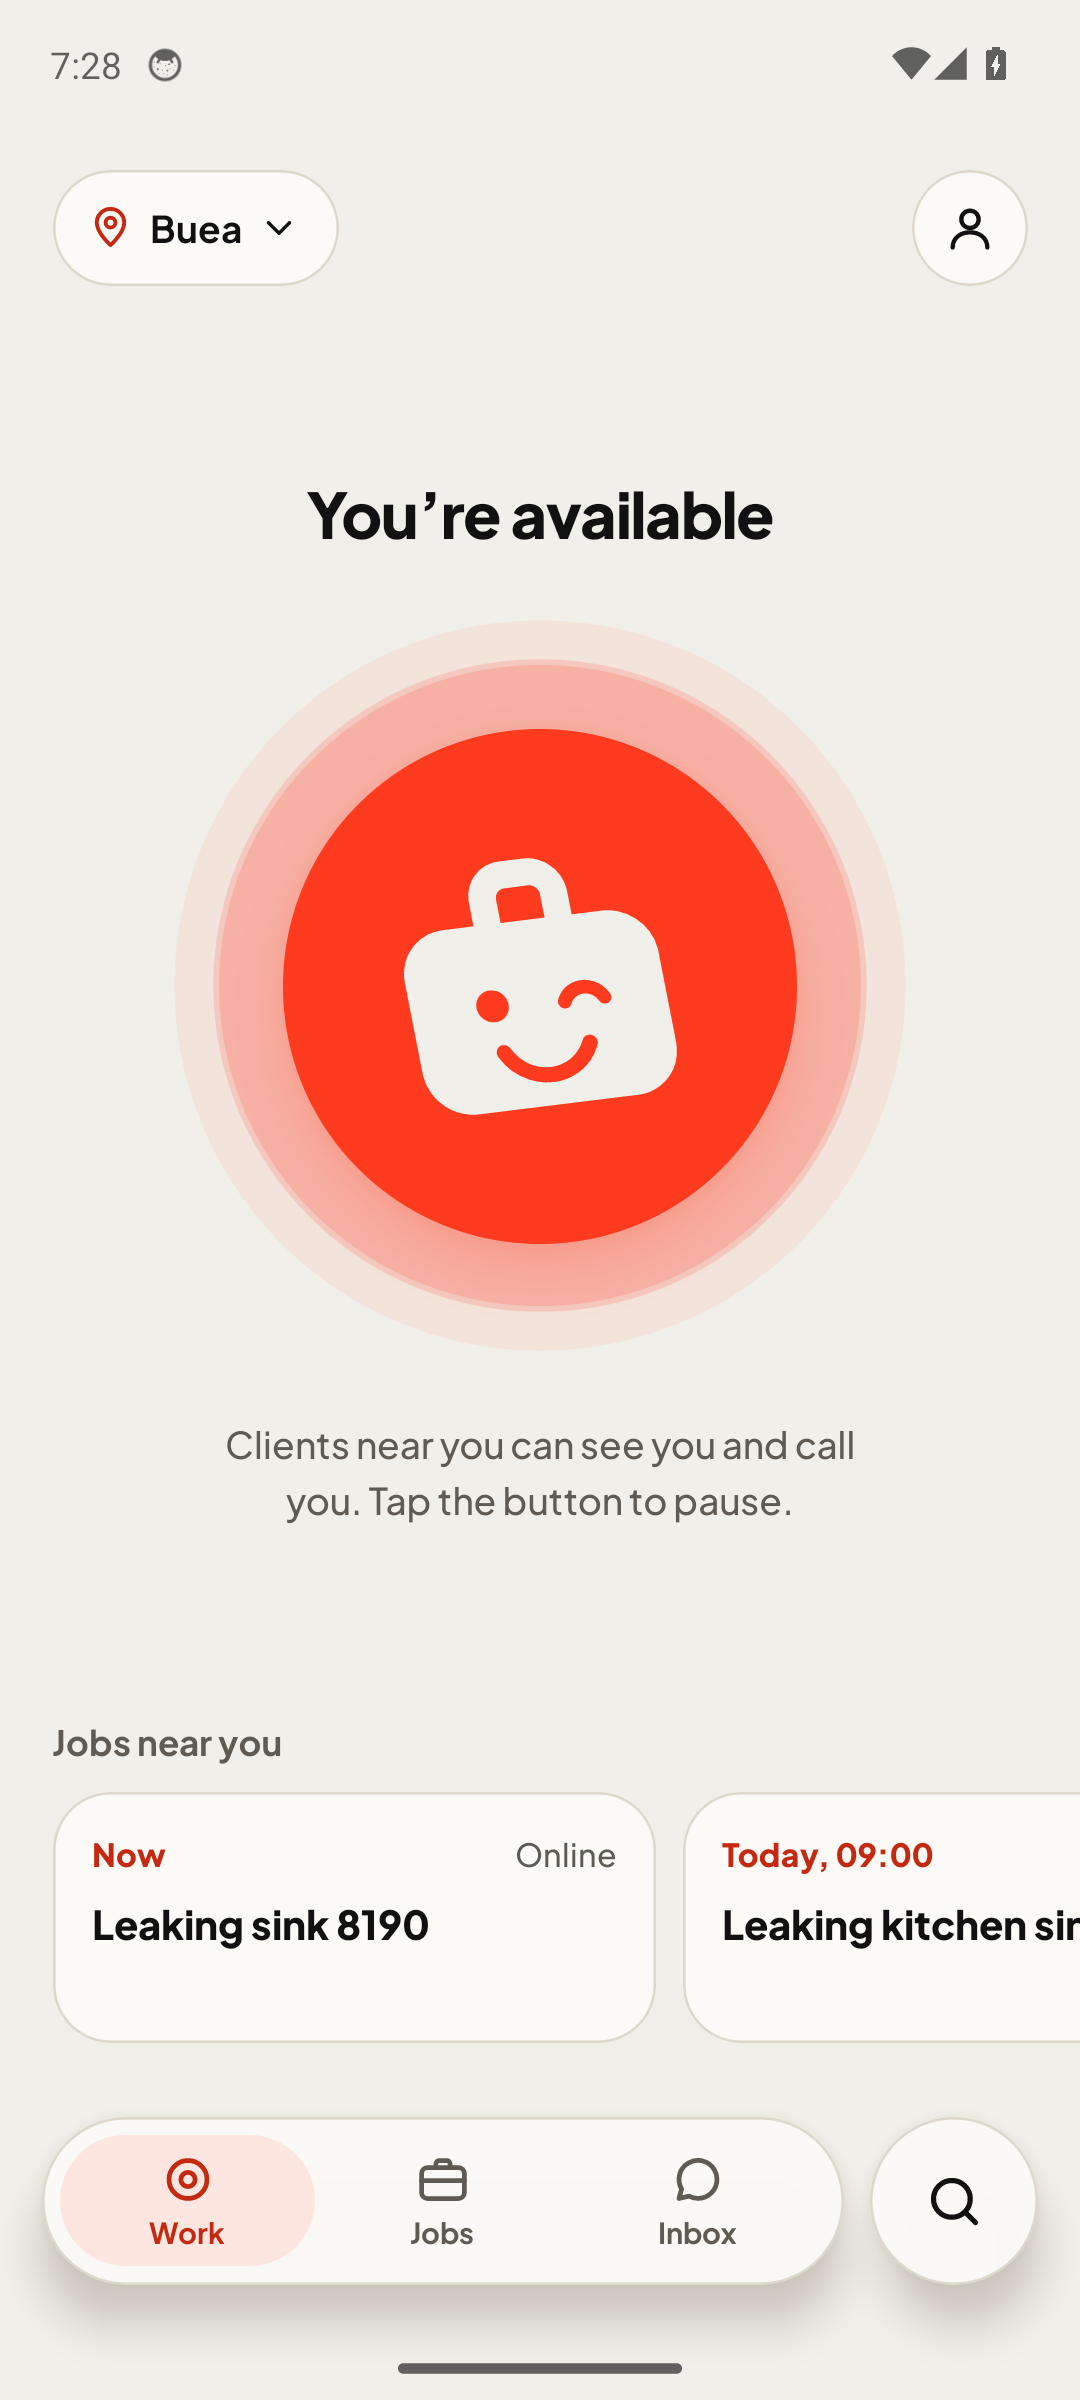 7:28
Buea
You’re available
Clients near you can see you and call
you. Tap the button to pause.
Jobs near you
Now
Online
Leaking sink 8190
Today, 09:00
Leaking kitchen
Work
Jobs
Inbox